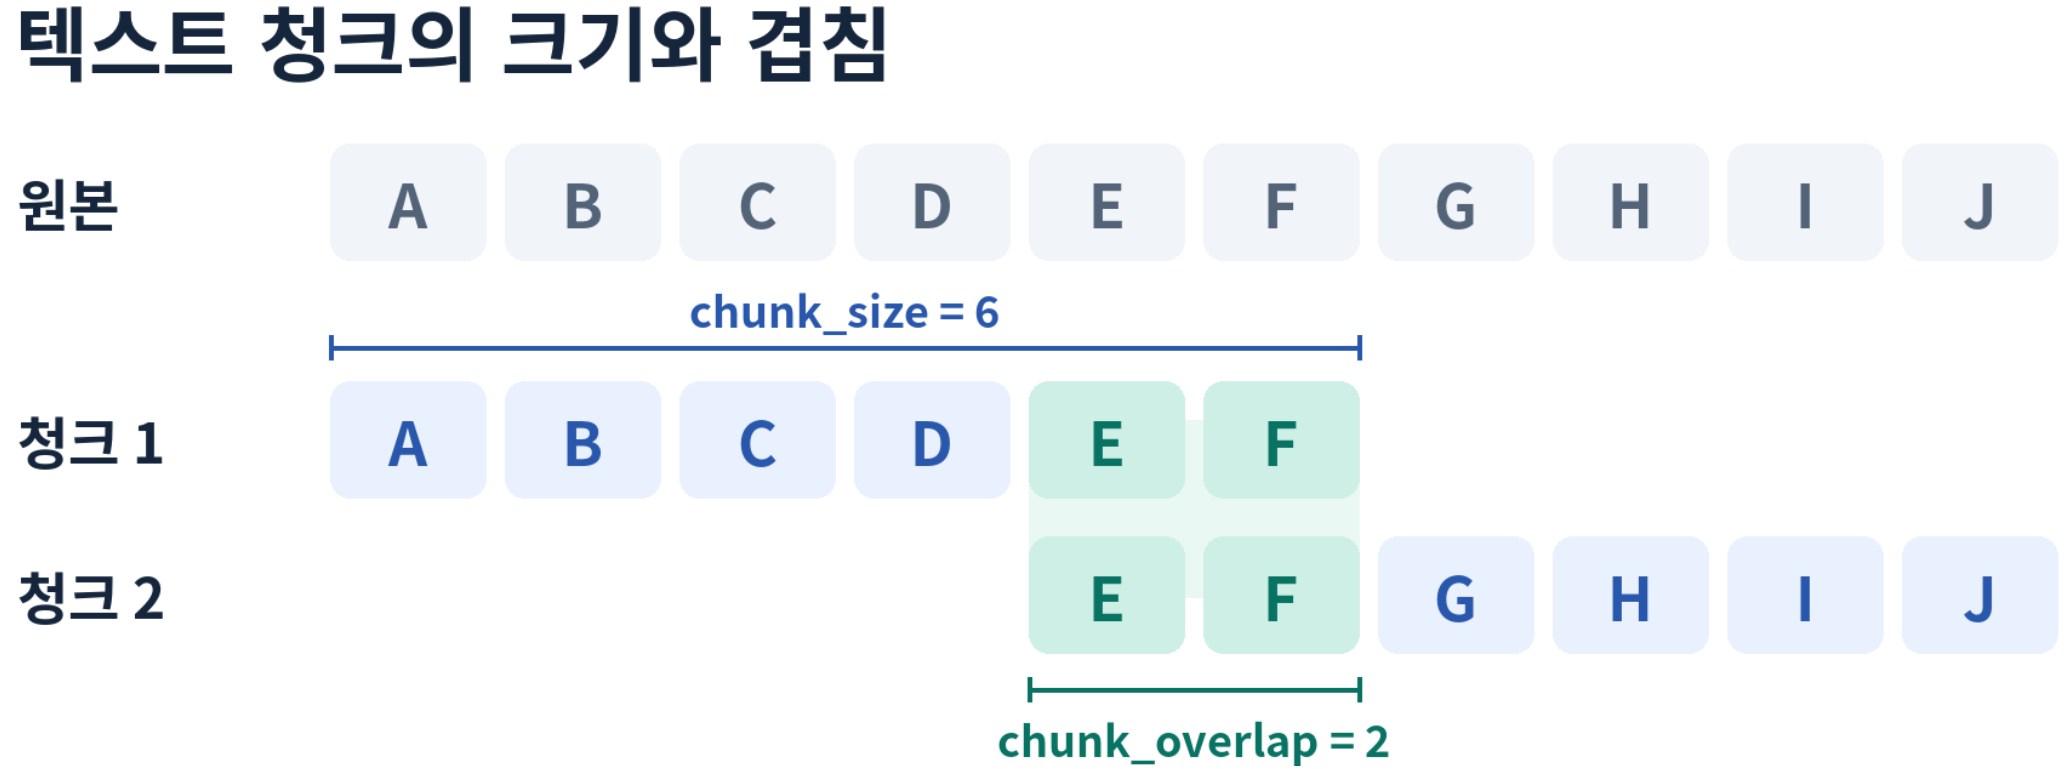 텍스트 청크의 크기와 겹침
원본 A B C D E F G H I J
chunk_size = 6
청크 1 A B C D E F
청크 2 E F G H I J
chunk_overlap = 2